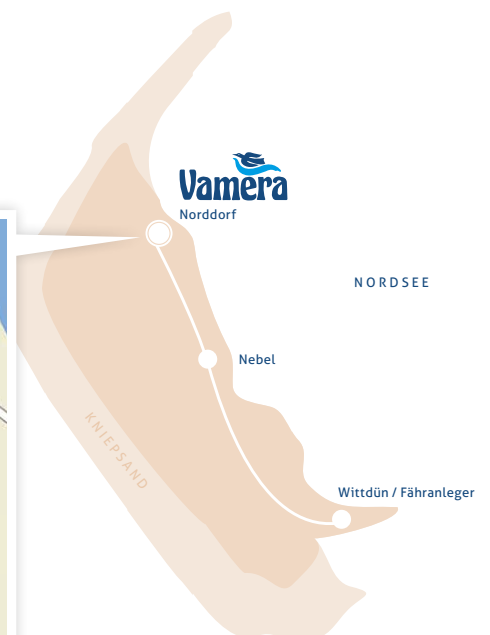 Vamera
Norddorf
NORDSEE
Nebel
KNIEPSAND
Wittdün / Fähranleger